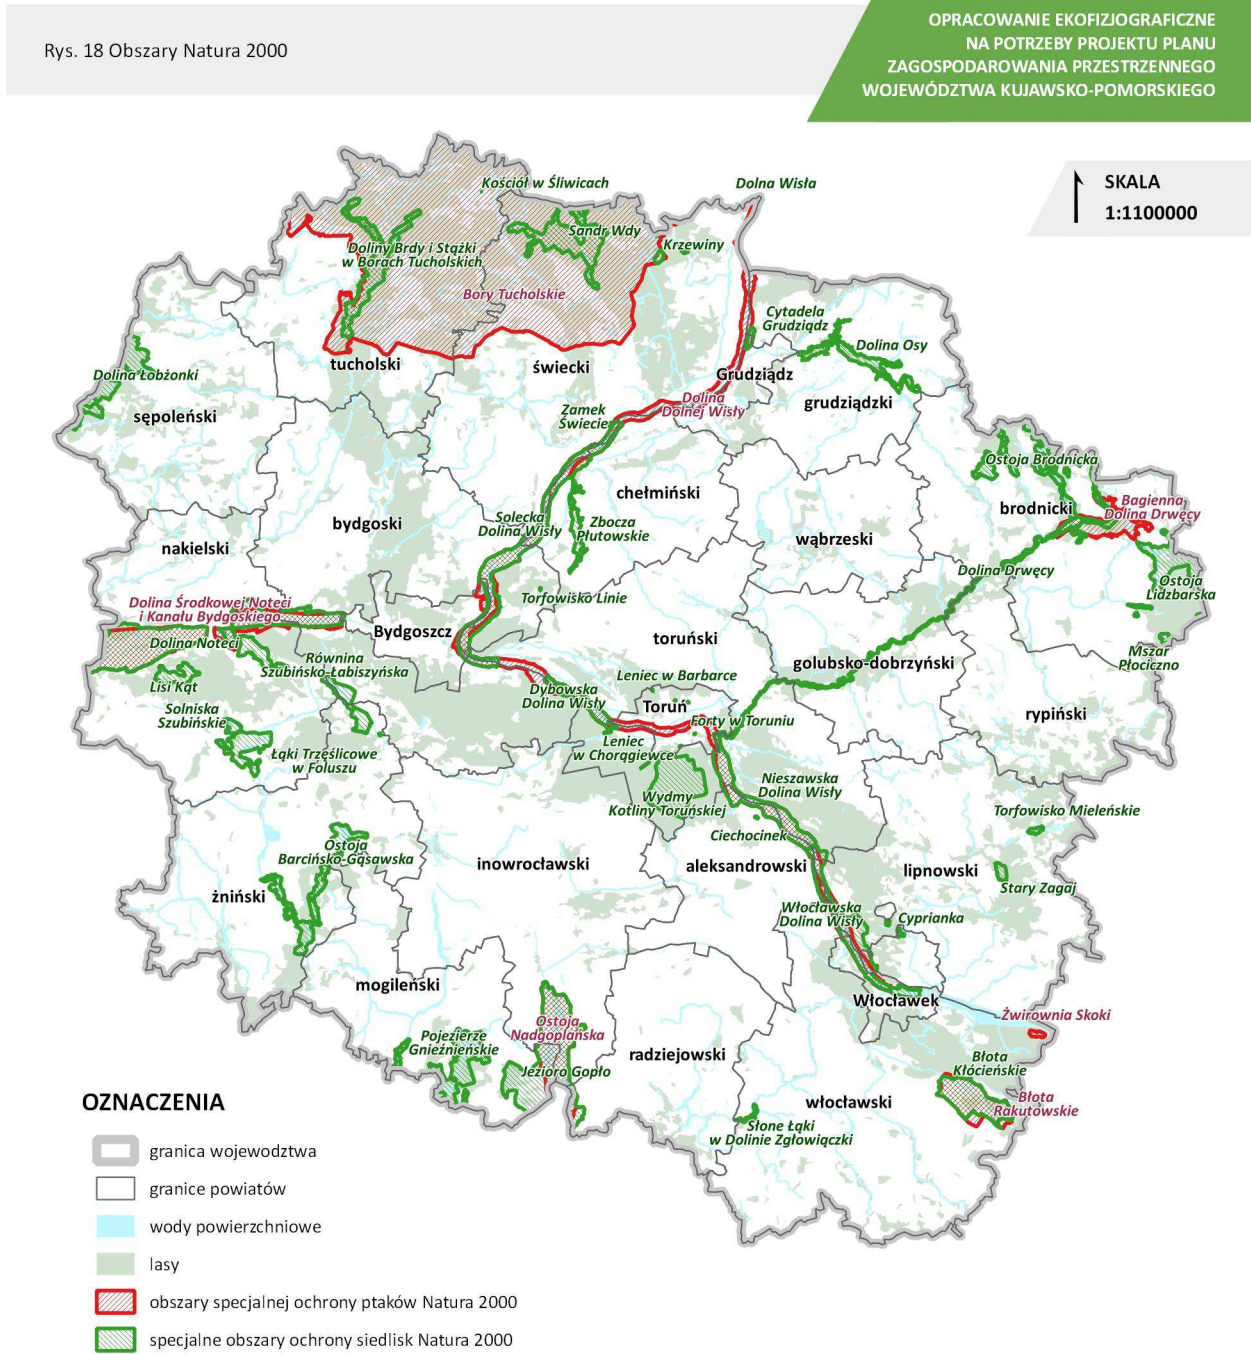 Rys. 18 Obszary Natura 2000
OPRACOWANIE EKOFIZJOGRAFICZNE
NA POTRZEBY PROJEKTU PLANU
ZAGOSPODAROWANIA PRZESTRZENNEGO
WOJEWÓDZTWA KUJAWSKO-POMORSKIEGO
SKALA
1:1100000
Kościół w Śliwicach
Dolna Wisła
Sandr Wdy
Krzewiny
Doliny Brdy i Stążki
w Borach Tucholskich
Bory Tucholskie
Cytadela
Grudziądz
Dolina Osy
tucholski
świecki
Grudziądz
Dolina Łobżonki
sępoleński
Dolina
Dolnej Wisły
grudziądzki
Zamek
Świecie
Ostoja Brodnicka
chełmiński
brodnicki
Bagienna
Dolina Drwęcy
bydgoski
Solecka
Dolina Wisły
Zbocza
Płutowskie
wąbrzeski
nakielski
Dolina Drwęcy
Ostoja
Lidzbarska
Dolina Środkowej Noteci
i Kanału Bydgoskiego
Torfowisko Linie
Bydgoszcz
toruński
Dolina Noteci
Równina
Szubińsko-Łabiszyńska
golubsko-dobrzyński
Mszar
Płociczno
Lisi Kąt
Leniec w Barbarce
Dybowska
Dolina Wisły
Toruń
Solniska
Szubińskie
Forty w Toruniu
rypiński
Łąki Trzęślicowe
w Foluszu
Leniec
w Chorągiewce
Nieszawska
Dolina Wisły
Wydmy
Kotliny Toruńskiej
Torfowisko Mieleńskie
Ciechocinek
Ostoja
Barcińsko-Gąsawska
inowrocławski
aleksandrowski
lipnowski
żniński
Stary Zagaj
Włocławska
Dolina Wisły
Cyprianka
mogileński
Włocławek
Żwirownia Skoki
Ostoja
Nadgoplańska
Pojezierze
Gnieźnieńskie
radziejowski
Jezioro Gopło
Błota
Kłócieńskie
włocławski
Błota
Rakutowskie
Słone Łąki
w Dolinie Zgłowiączki
OZNACZENIA
granica wojewodztwa
granice powiatów
wody powierzchniowe
lasy
obszary specjalnej ochrony ptaków Natura 2000
specjalne obszary ochrony siedlisk Natura 2000